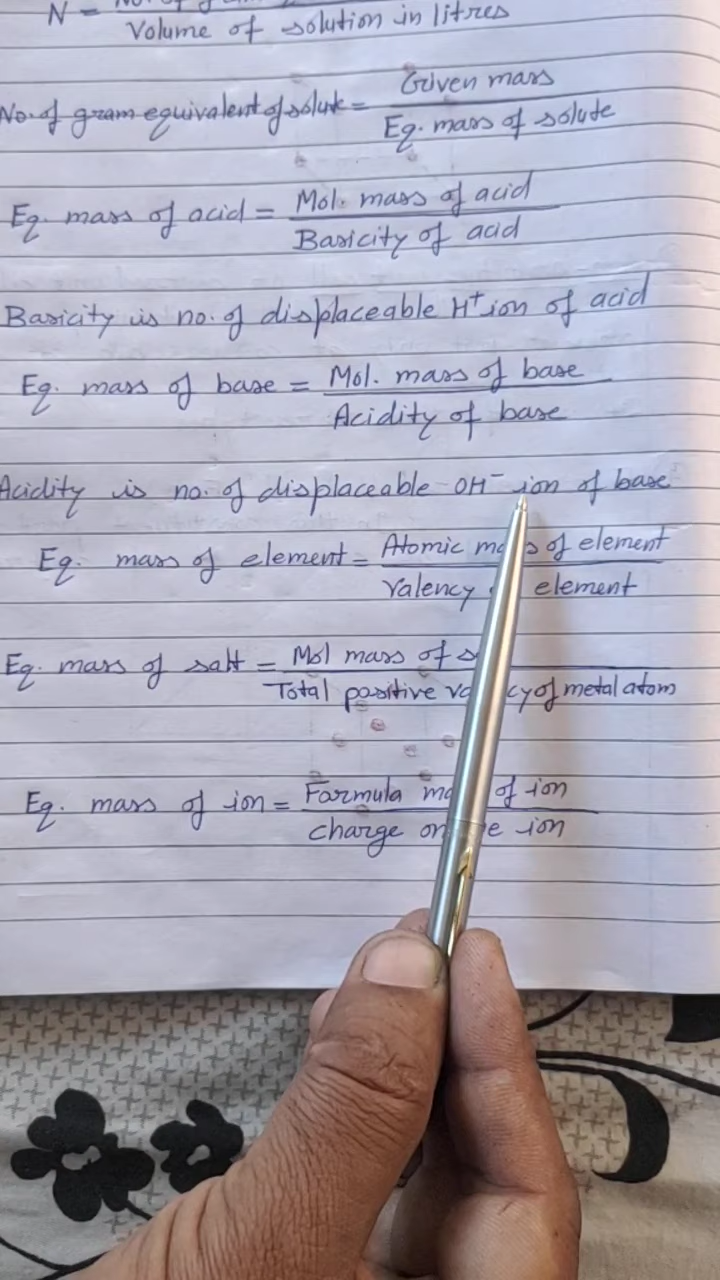 N =
Volume of solution in litres
No. of gram equivalent of solute = Given mass
Eq. mass of solute
Eq. mass of acid = Mol. mass of acid
Basicity of acid
Basicity is no. of displaceable H⁺ ion of acid
Eq. mass of base = Mol. mass of base
Acidity of base
Acidity is no. of displaceable OH⁻ ion of base
Eq. mass of element = Atomic of element
Valency element
Eq. mass of salt = Mol mass of
Total positive of metal atom
Eq. mass of ion = Formula of ion
charge ion